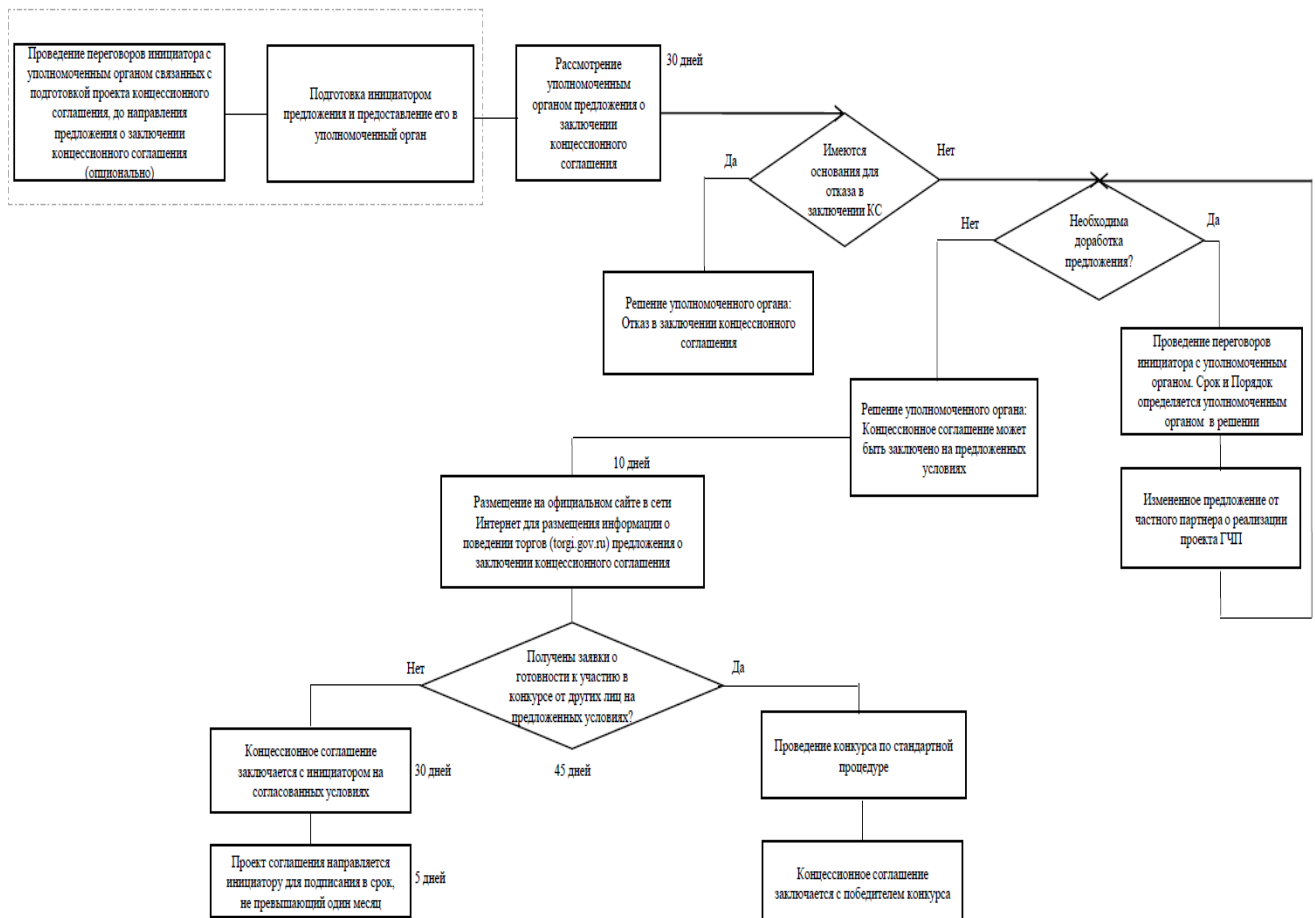 Проведение переговоров инициатора с
уполномоченным органом связанных с
подготовкой проекта концессионного
соглашения, до направления
предложения о заключении
концессионного соглашения
(опционально)
Подготовка инициатором
предложения и предоставление его в
уполномоченный орган
Рассмотрение
уполномоченным
органом предложения о
заключении
концессионного
соглашения
30 дней
Имеются
основания для
отказа в
заключении КС
Да
Нет
Необходима
доработка
предложения?
Нет
Да
Решение уполномоченного органа:
Отказ в заключении концессионного
соглашения
Проведение переговоров
инициатора с уполномоченным
органом. Срок и Порядок
определяется уполномоченным
органом в решении
Решение уполномоченного органа:
Концессионное соглашение может
быть заключено на предложенных
условиях
Измененное предложение от
частного партнера о реализации
проекта ГЧП
10 дней
Размещение на официальном сайте в сети
Интернет для размещения информации о
поведении торгов (torgi.gov.ru) предложения о
заключении концессионного соглашения
Получены заявки о
готовности к участию в
конкурсе от других лиц на
предложенных условиях?
Нет
Да
45 дней
Концессионное соглашение
заключается с инициатором на
согласованных условиях
30 дней
Проведение конкурса по стандартной
процедуре
Проект соглашения направляется
инициатору для подписания в срок,
не превышающий один месяц
5 дней
Концессионное соглашение
заключается с победителем конкурса